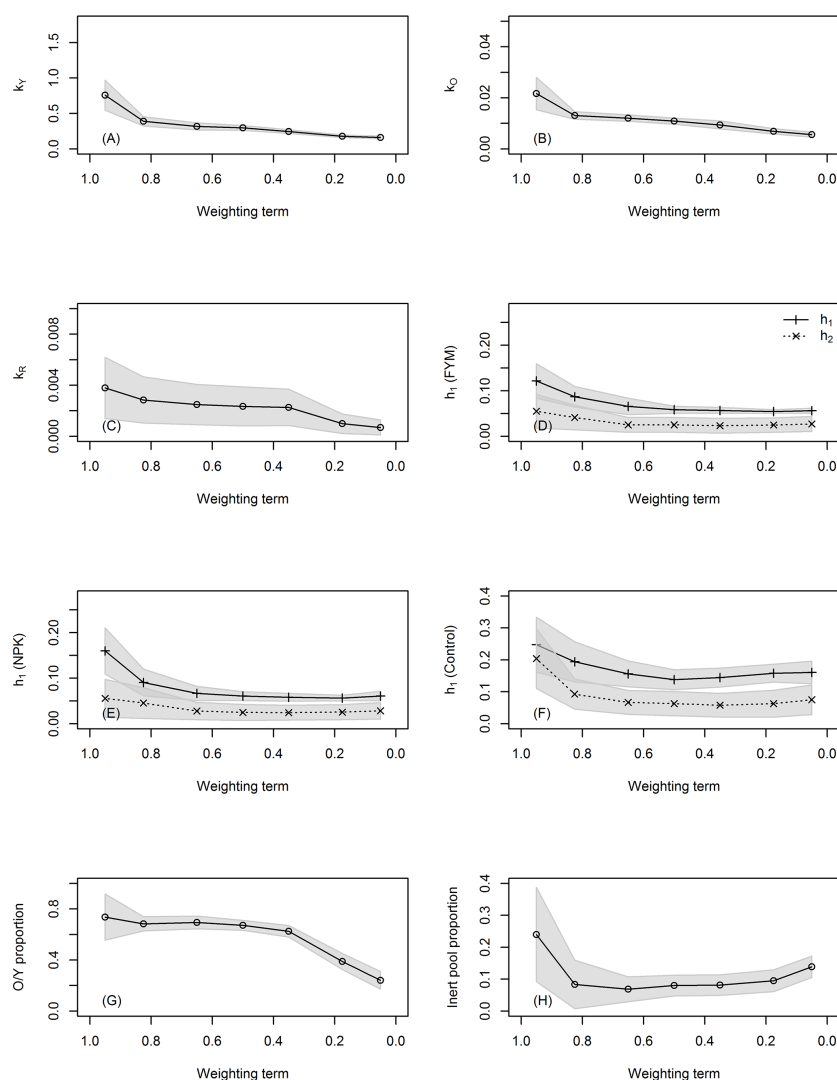 k_Y
1.5
1.0
0.5
0.0
(A)
1.0 0.8 0.6 0.4 0.2 0.0
Weighting term
k_O
0.04
0.02
0.00
(B)
1.0 0.8 0.6 0.4 0.2 0.0
Weighting term
k_R
0.008
0.004
0.000
(C)
1.0 0.8 0.6 0.4 0.2 0.0
Weighting term
h_1 (FYM)
0.20
0.10
0.00
(D)
h_1
h_2
1.0 0.8 0.6 0.4 0.2 0.0
Weighting term
h_1 (NPK)
0.20
0.10
0.00
(E)
1.0 0.8 0.6 0.4 0.2 0.0
Weighting term
h_1 (Control)
0.4
0.3
0.2
0.1
0.0
(F)
1.0 0.8 0.6 0.4 0.2 0.0
Weighting term
O/Y proportion
0.8
0.4
0.0
(G)
1.0 0.8 0.6 0.4 0.2 0.0
Weighting term
Inert pool proportion
0.4
0.3
0.2
0.1
0.0
(H)
1.0 0.8 0.6 0.4 0.2 0.0
Weighting term